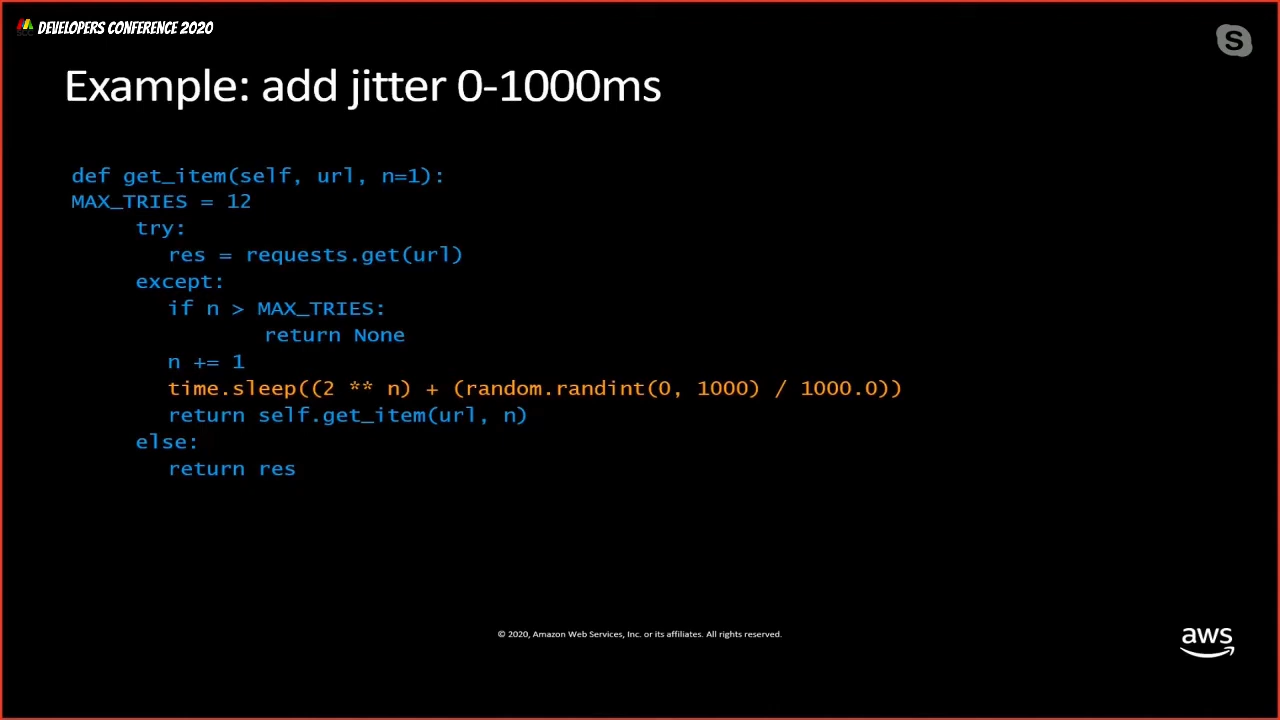 DEVELOPERS CONFERENCE 2020
S
Example: add jitter 0-1000ms
def get_item(self, url, n=1):
MAX_TRIES = 12
try:
res = requests.get(url)
except:
if n > MAX_TRIES:
return None
n += 1
time.sleep((2 ** n) + (random.randint(0, 1000) / 1000.0))
return self.get_item(url, n)
else:
return res
© 2020, Amazon Web Services, Inc. or its affiliates. All rights reserved.
aws